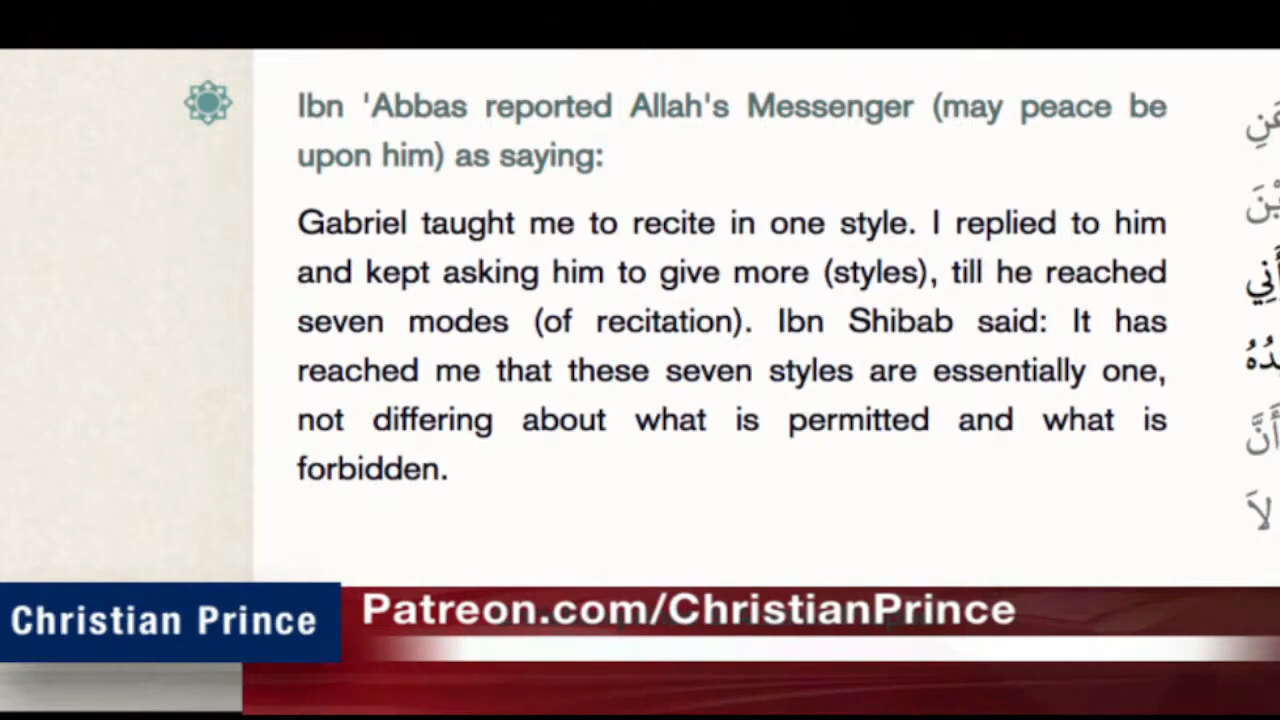 Ibn 'Abbas reported Allah's Messenger (may peace be
upon him) as saying:
Gabriel taught me to recite in one style. I replied to him
and kept asking him to give more (styles), till he reached
seven modes (of recitation). Ibn Shibab said: It has
reached me that these seven styles are essentially one,
not differing about what is permitted and what is
forbidden.
Christian Prince
Patreon.com/ChristianPrince